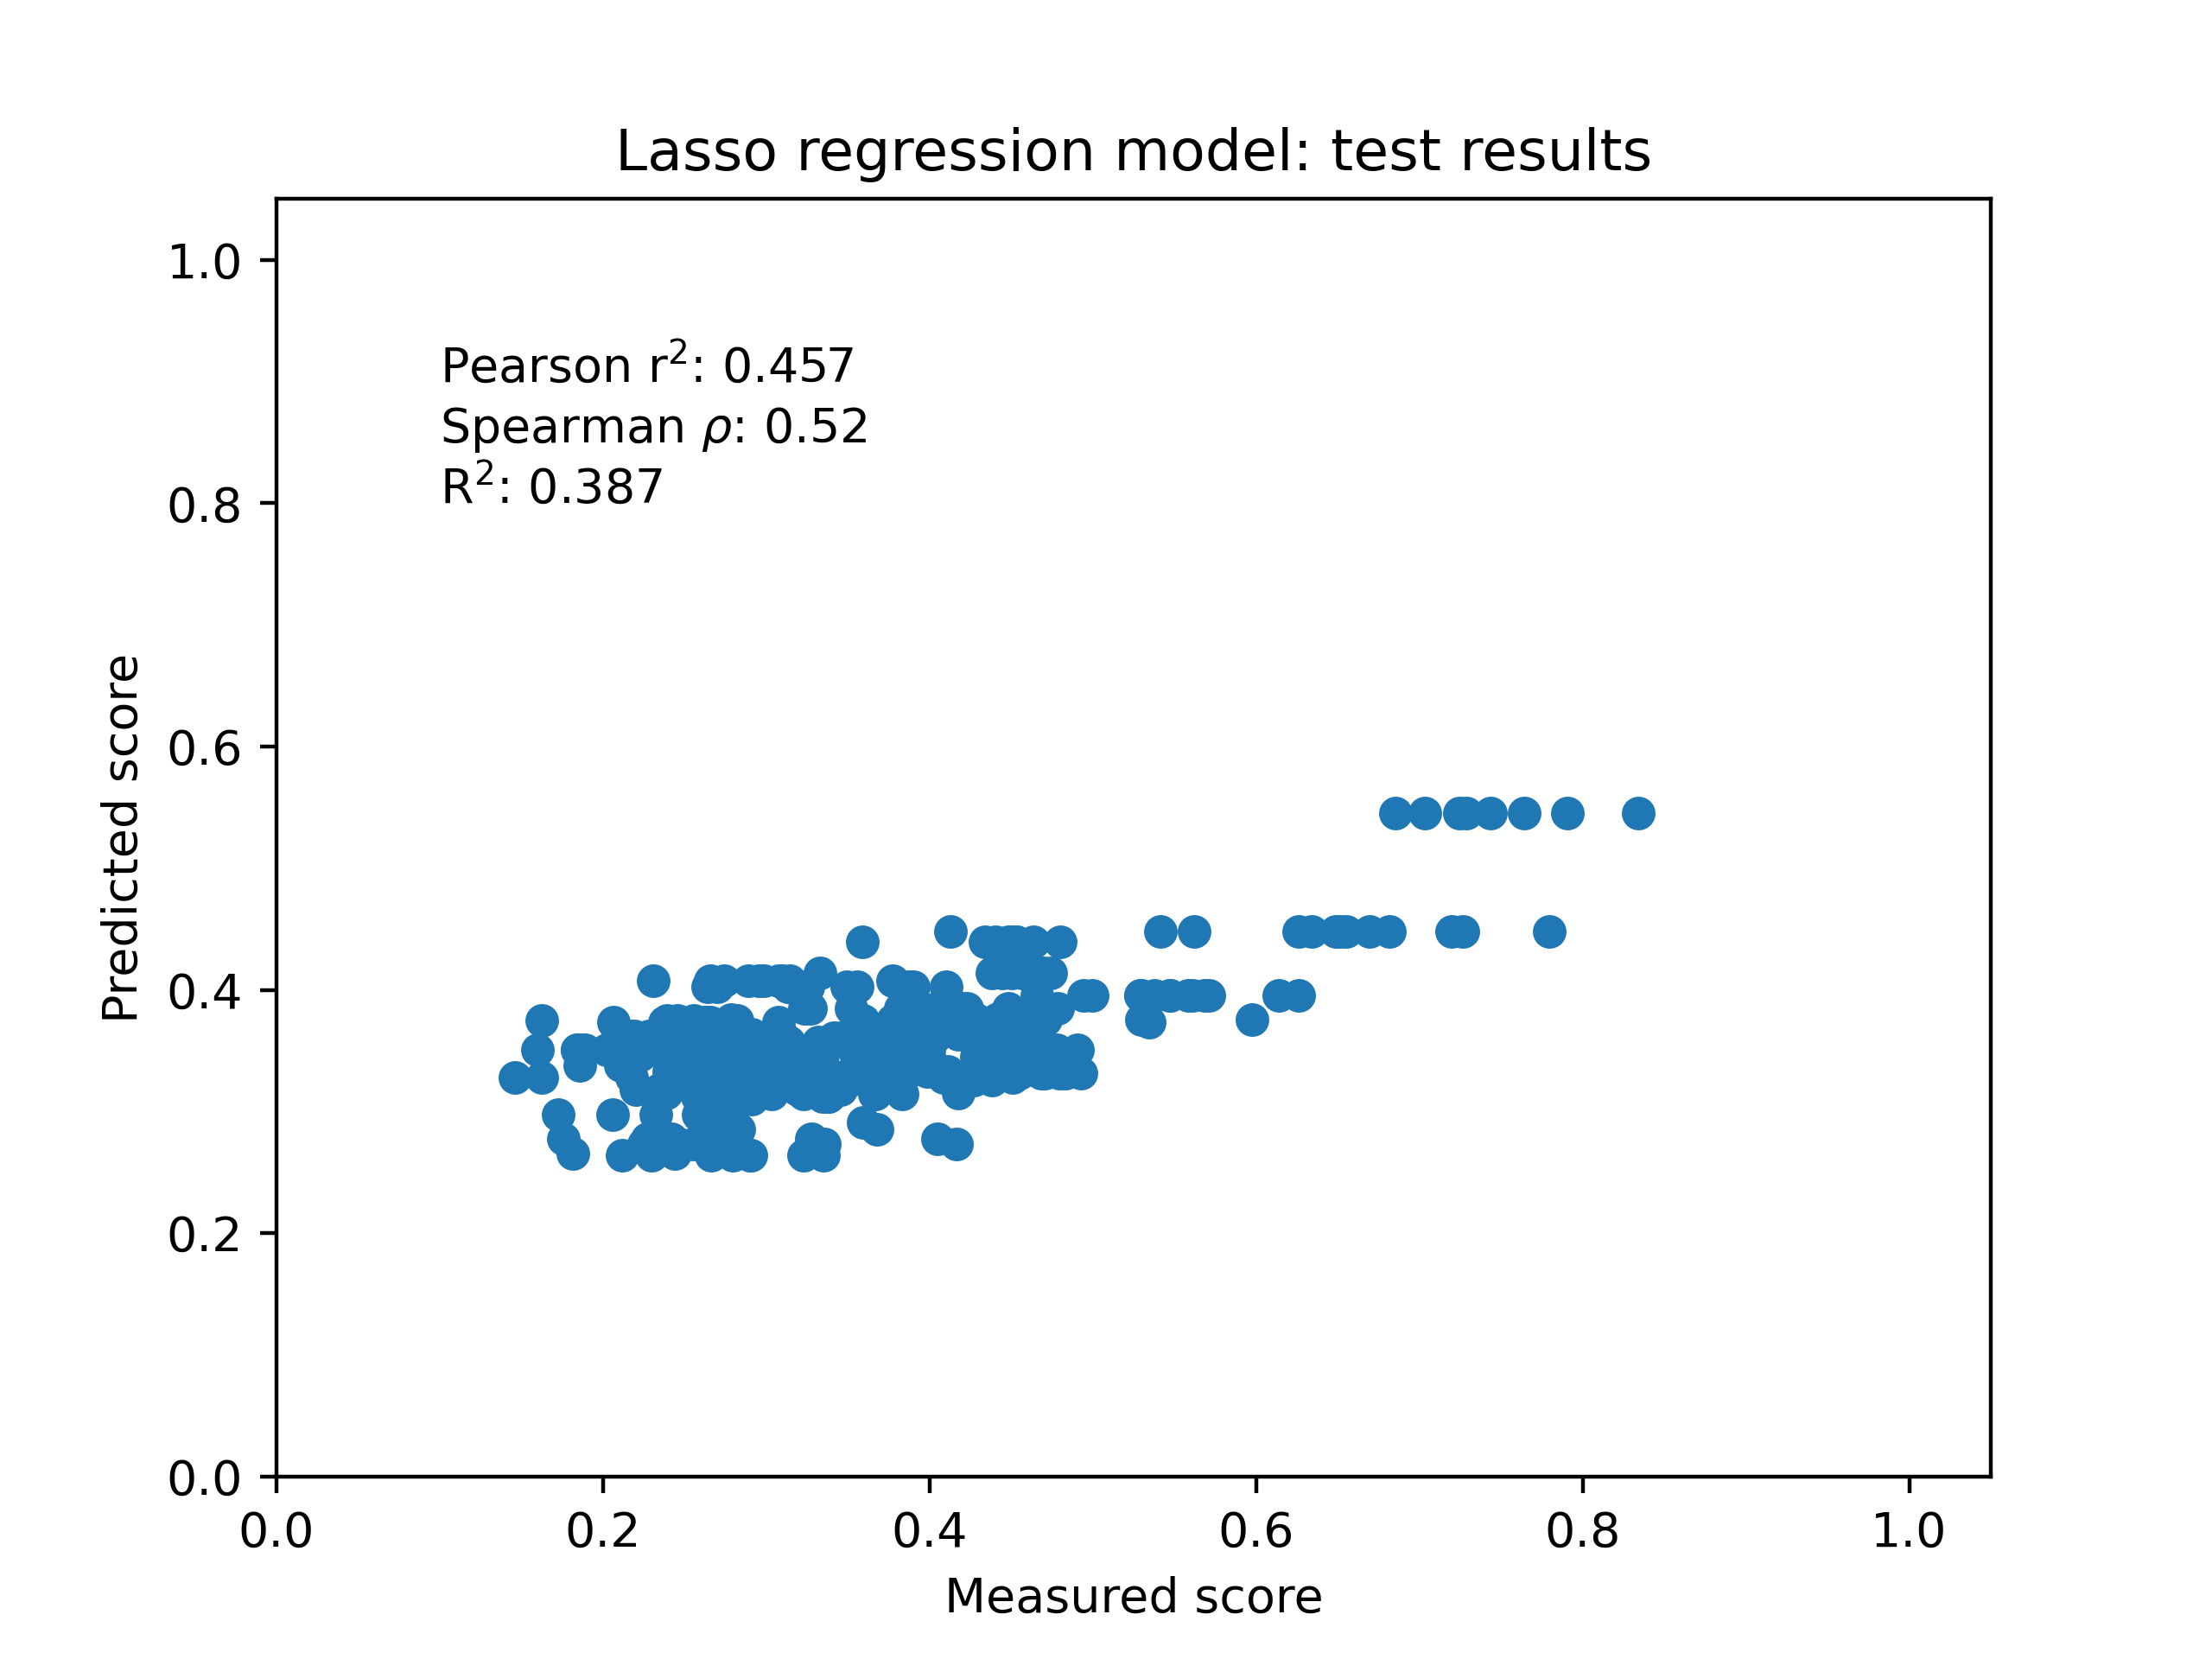 Lasso regression model: test results
Pearson r²: 0.457
Spearman ρ: 0.52
R²: 0.387
Predicted score
1.0
0.8
0.6
0.4
0.2
0.0
0.0 0.2 0.4 0.6 0.8 1.0
Measured score